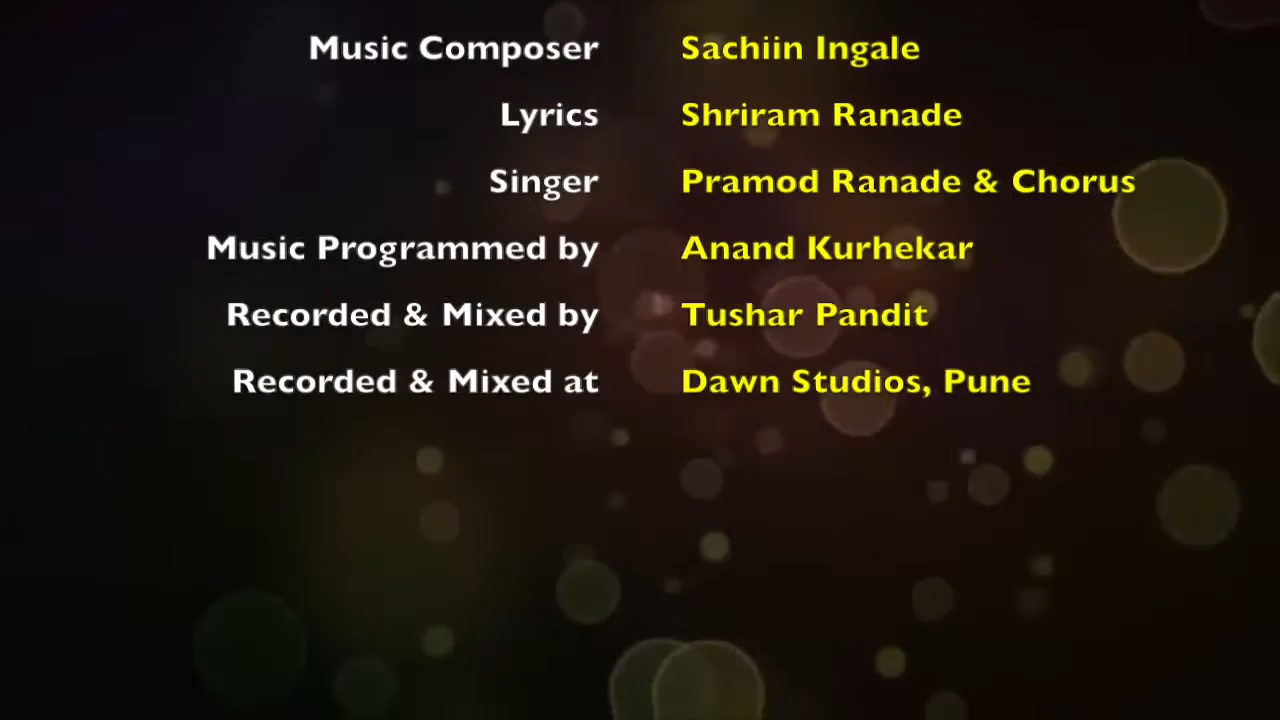 Music Composer Sachiin Ingale
Lyrics Shriram Ranade
Singer Pramod Ranade & Chorus
Music Programmed by Anand Kurhekar
Recorded & Mixed by Tushar Pandit
Recorded & Mixed at Dawn Studios, Pune